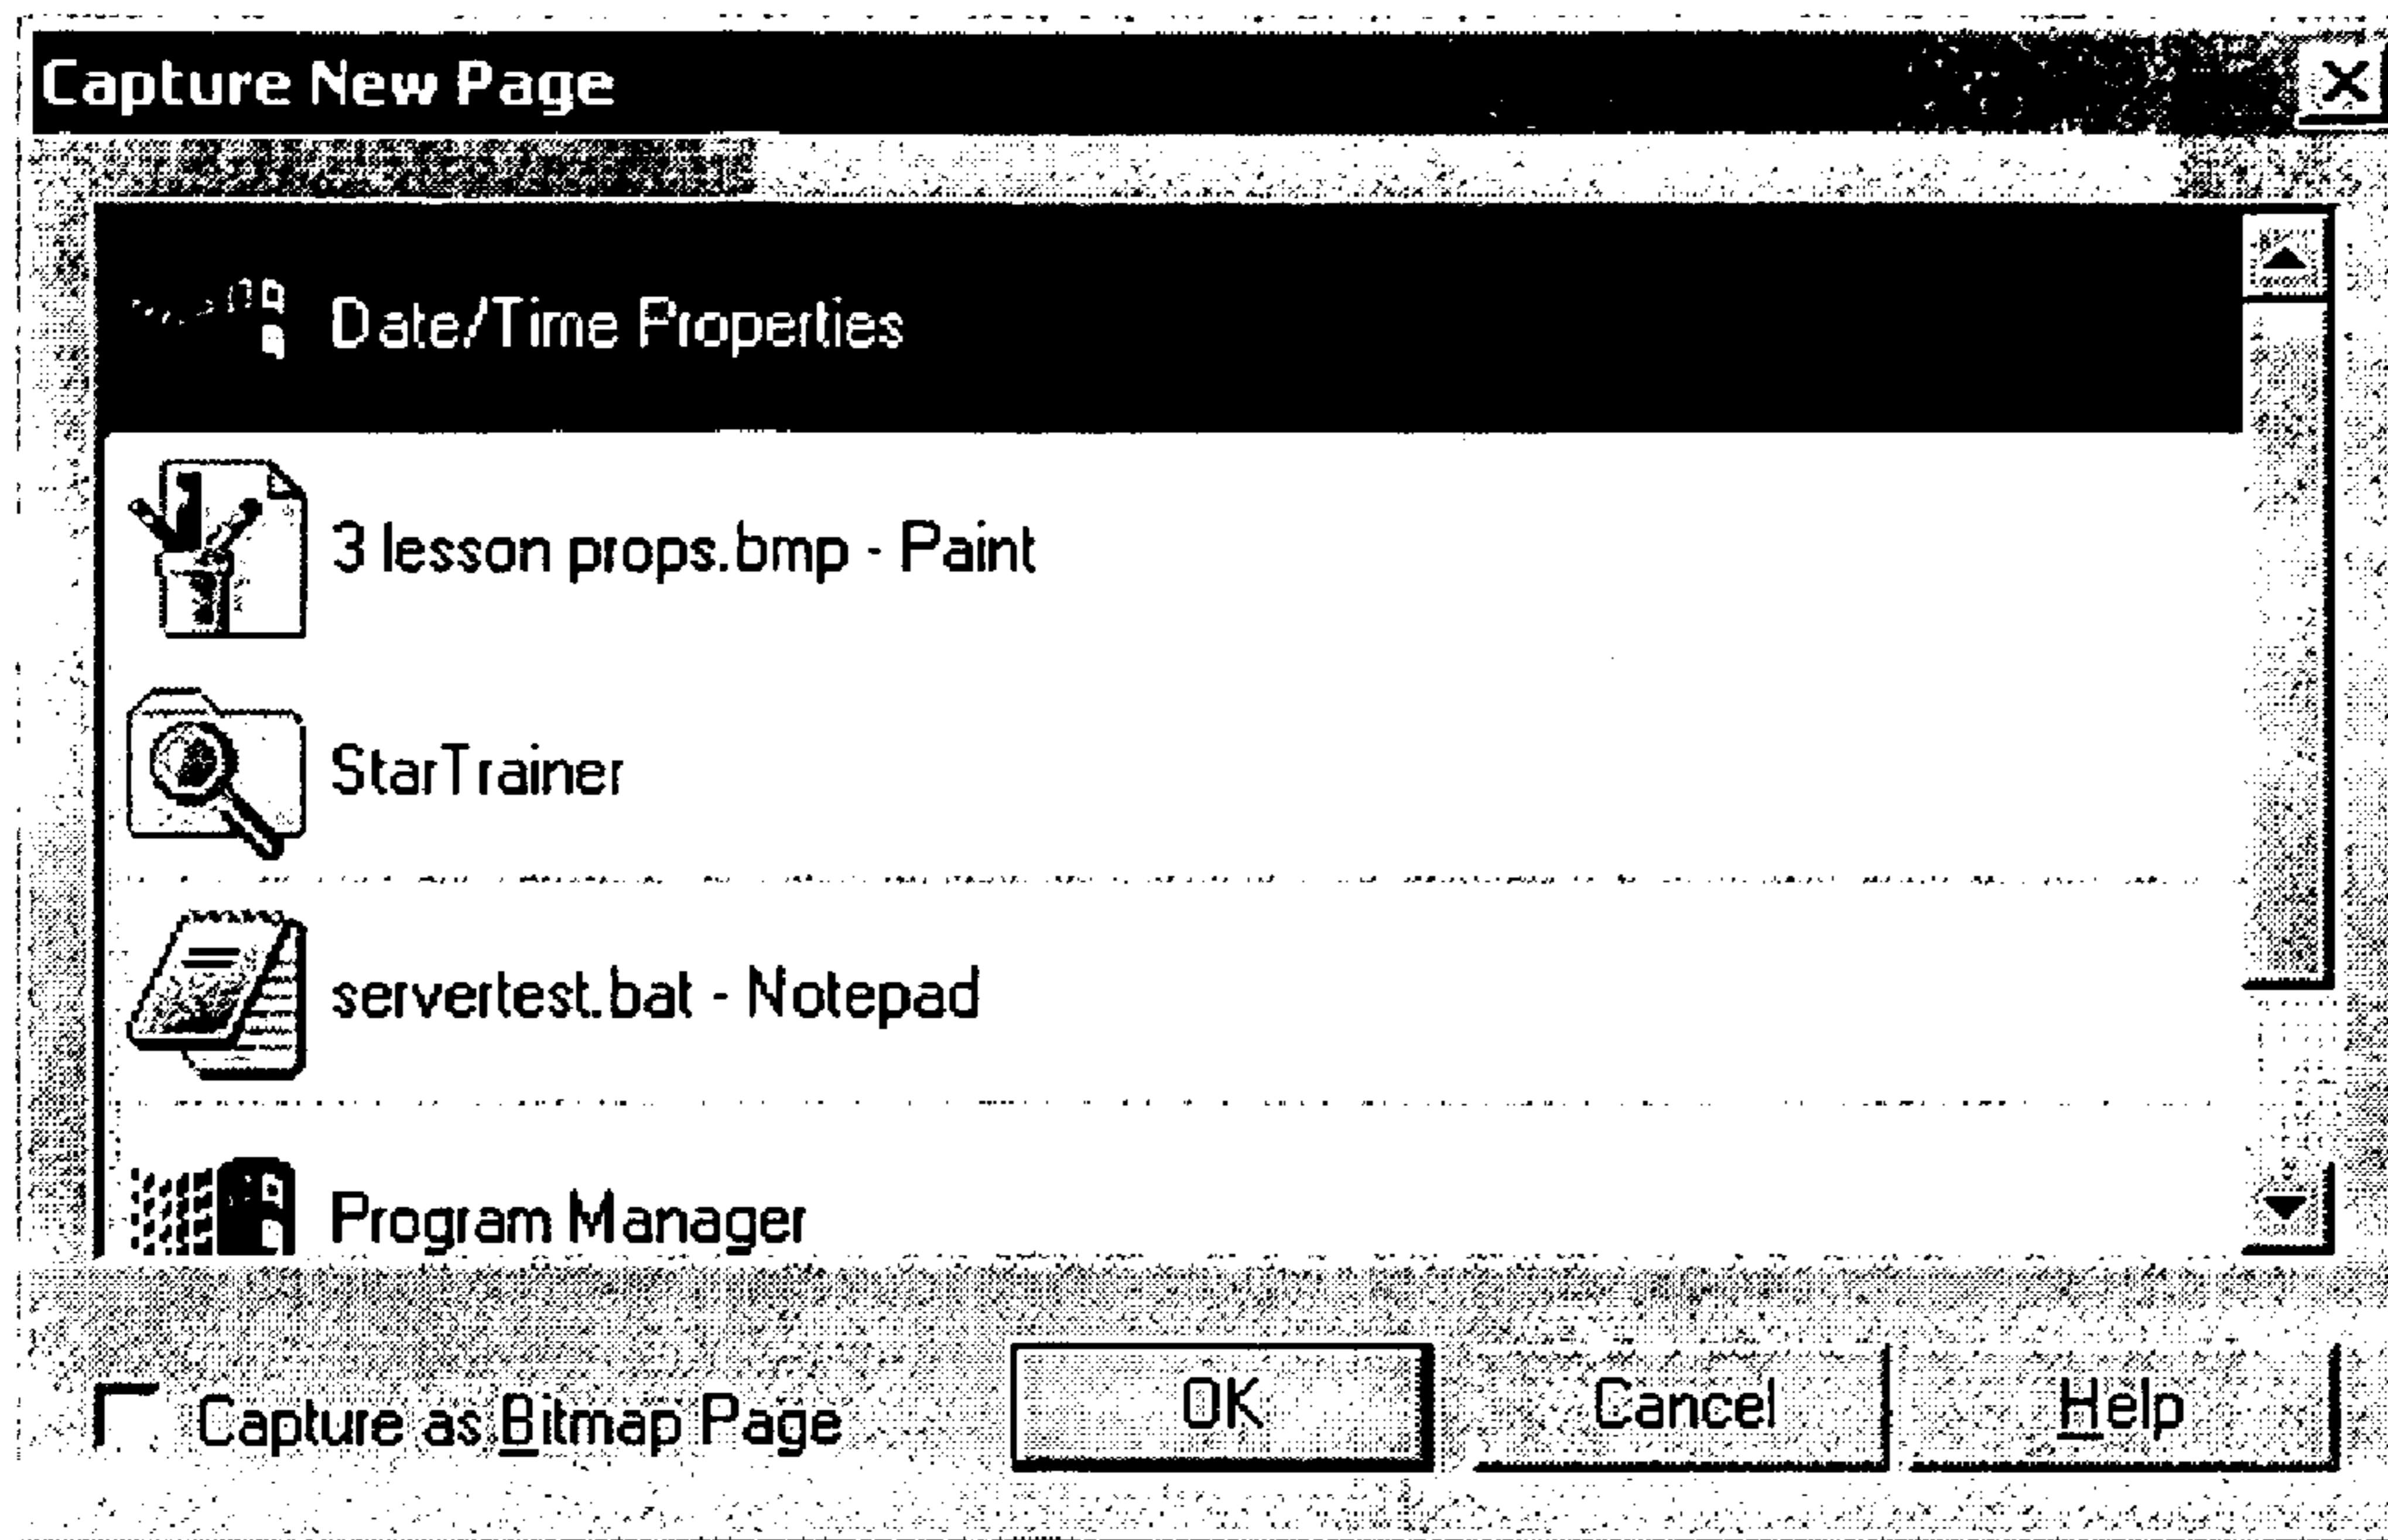 Capture New Page
Date/Time Properties
3 lesson props.bmp - Paint
StarTrainer
servertest.bat - Notepad
Program Manager
Capture as Bitmap Page
OK
Cancel
Help